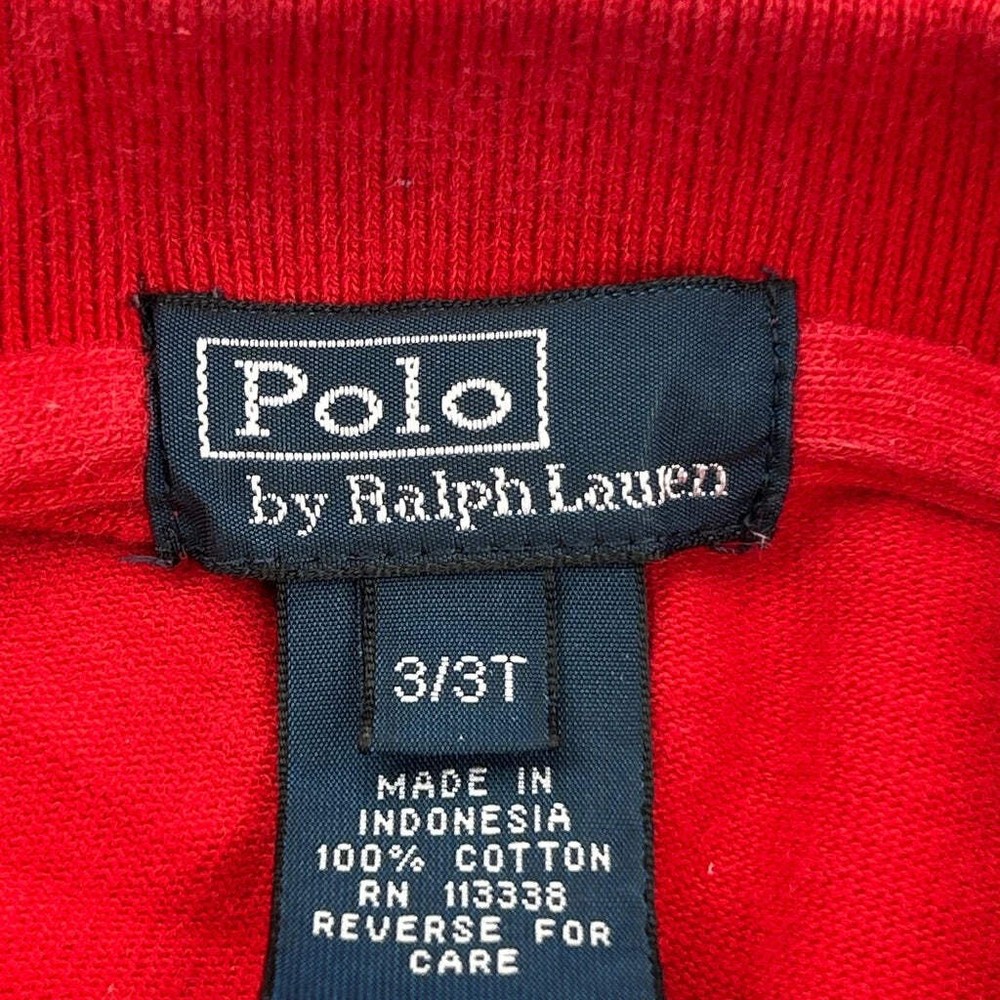 Polo
by Ralph Lauren
3/3T
MADE IN
INDONESIA
100% COTTON
RN 113338
REVERSE FOR
CARE